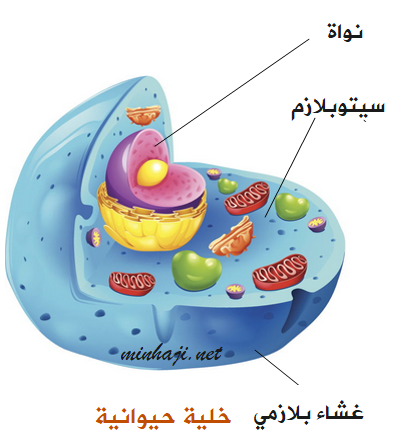 نواة
سيتوبلازم
minhaji.net
غشاء بلازمي
خلية حيوانية